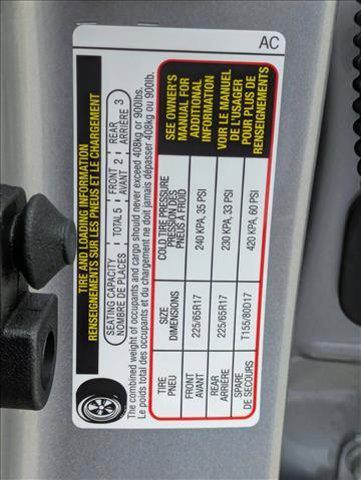 AC
TIRE AND LOADING INFORMATION
RENSEIGNEMENTS SUR LES PNEUS ET LE CHARGEMENT
SEATING CAPACITY TOTAL 5 FRONT 2 REAR 3
NOMBRE DE PLACES AVANT ARRIÈRE
The combined weight of occupants and cargo should never exceed 408kg or 900lbs.
Le poids total des occupants et du chargement ne doit jamais dépasser 408kg ou 900lb.
TIRE SIZE COLD TIRE PRESSURE
PNEU DIMENSIONS PRESSION DES
PNEUS A FROID
FRONT 225/65R17 240 KPA, 35 PSI
AVANT
REAR 225/65R17 230 KPA, 33 PSI
ARRIERE
SPARE T155/80D17 420 KPA, 60 PSI
DE SECOURS
SEE OWNER'S
MANUAL FOR
ADDITIONAL
INFORMATION
VOIR LE MANUEL
DE L'USAGER
POUR PLUS DE
RENSEIGNEMENTS